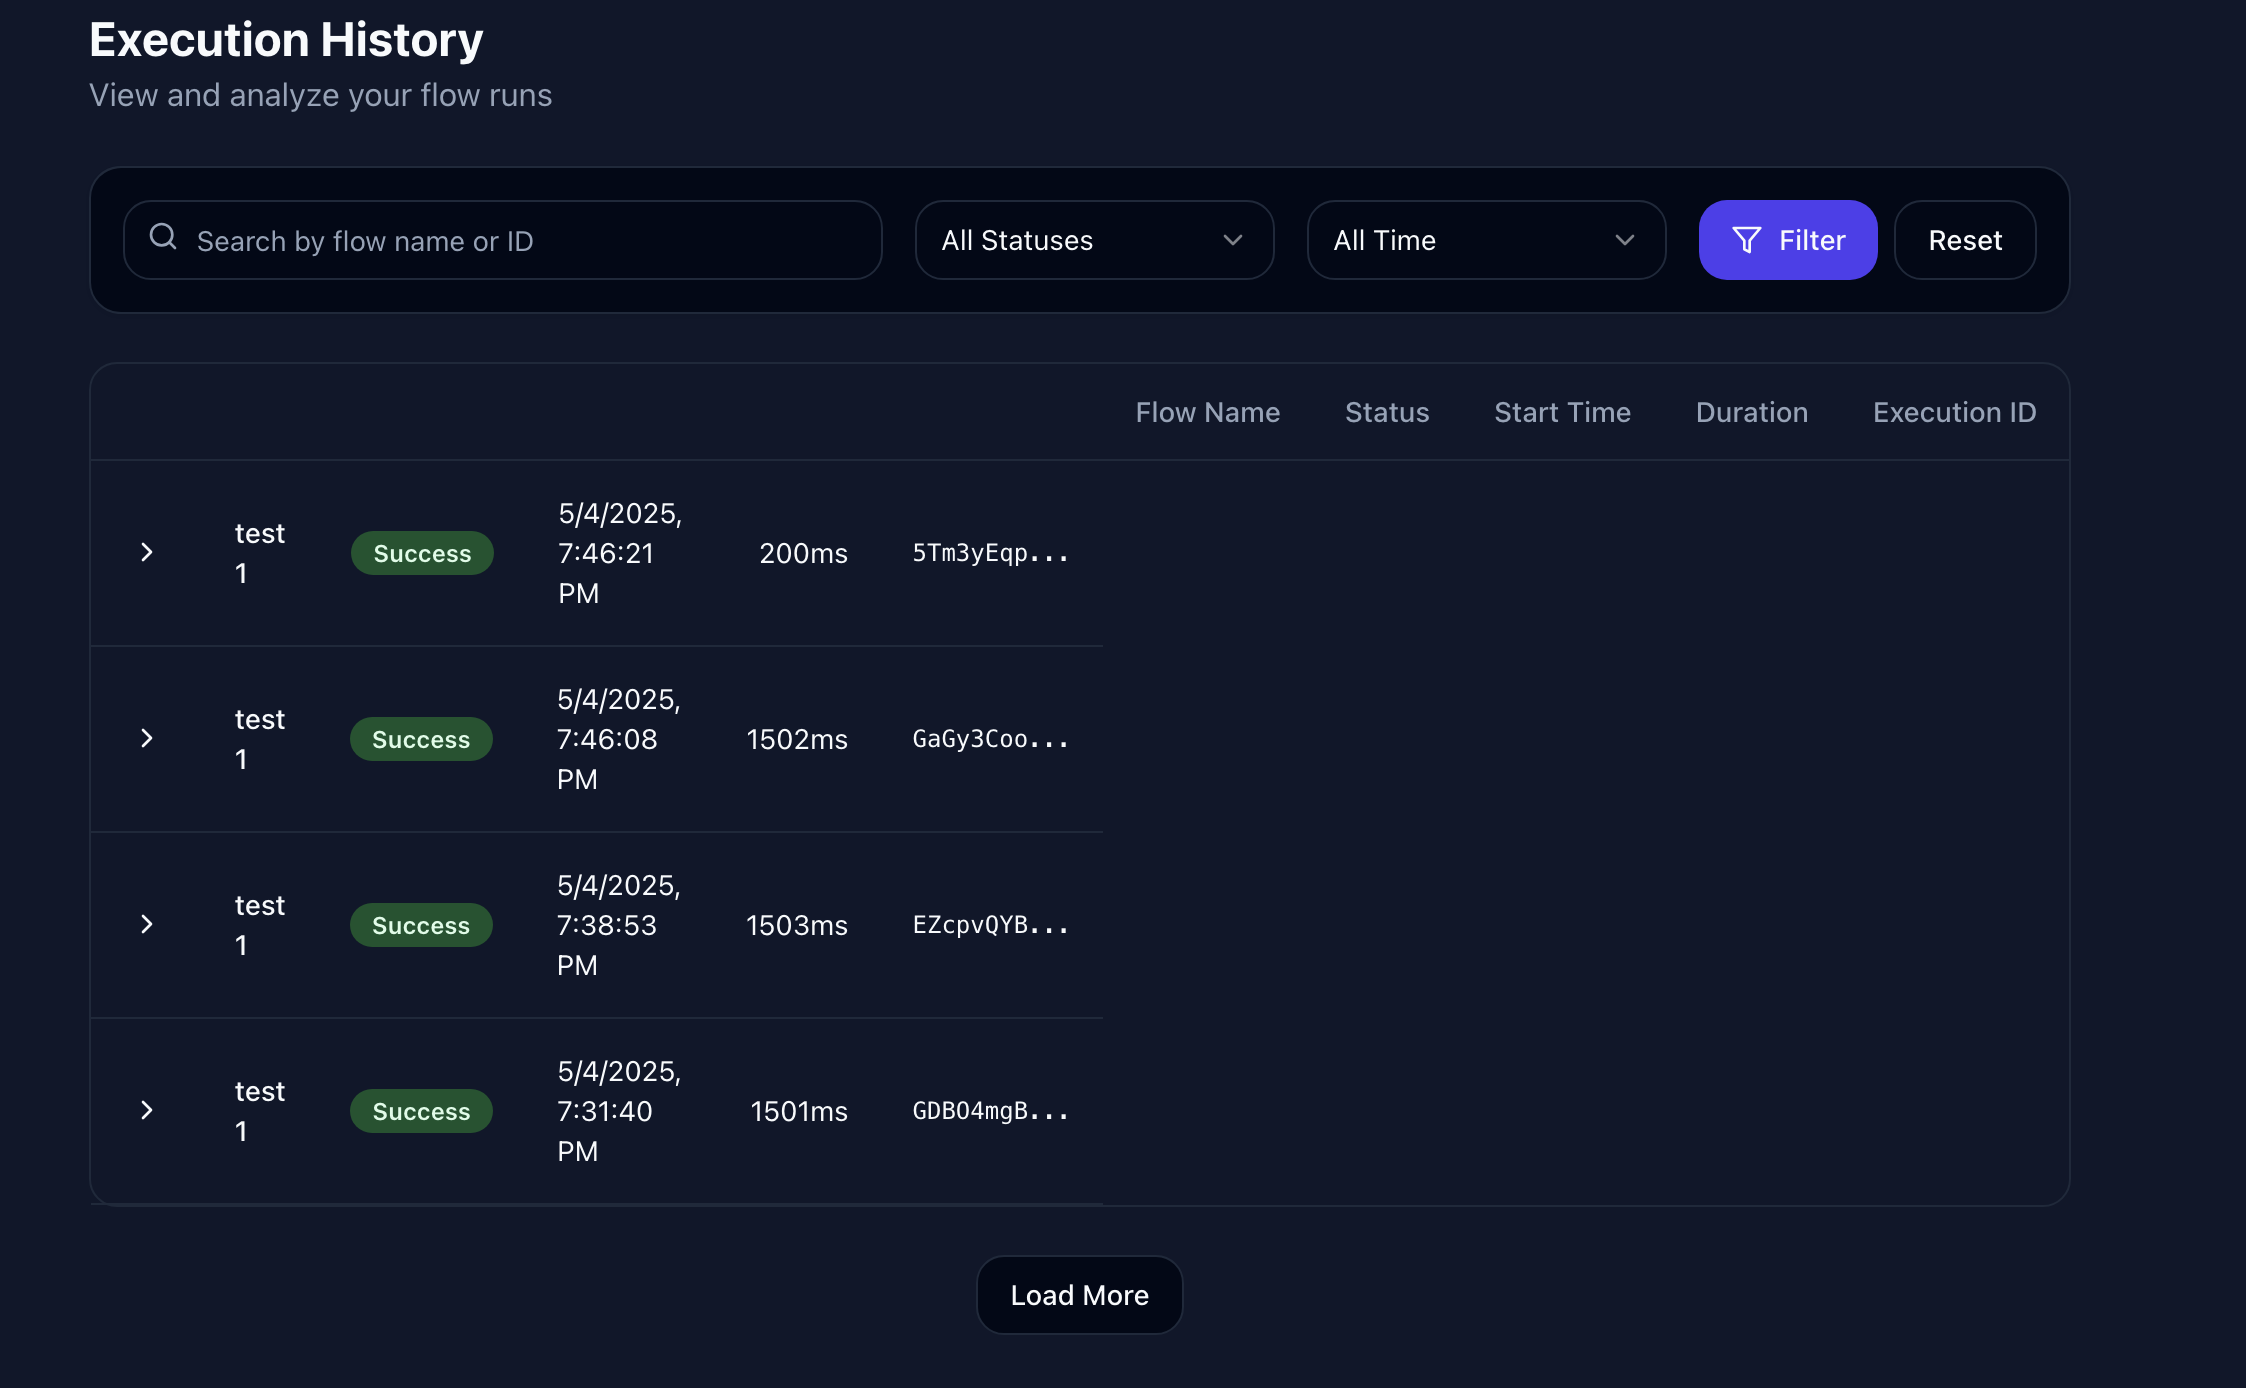 Execution History
View and analyze your flow runs
Search by flow name or ID
All Statuses
All Time
Filter
Reset
Flow Name
Status
Start Time
Duration
Execution ID
test
1
Success
5/4/2025,
7:46:21
PM
200ms
5Tm3yEqp...
test
1
Success
5/4/2025,
7:46:08
PM
1502ms
GaGy3Coo...
test
1
Success
5/4/2025,
7:38:53
PM
1503ms
EZcpvQYB...
test
1
Success
5/4/2025,
7:31:40
PM
1501ms
GDBO4mgB...
Load More